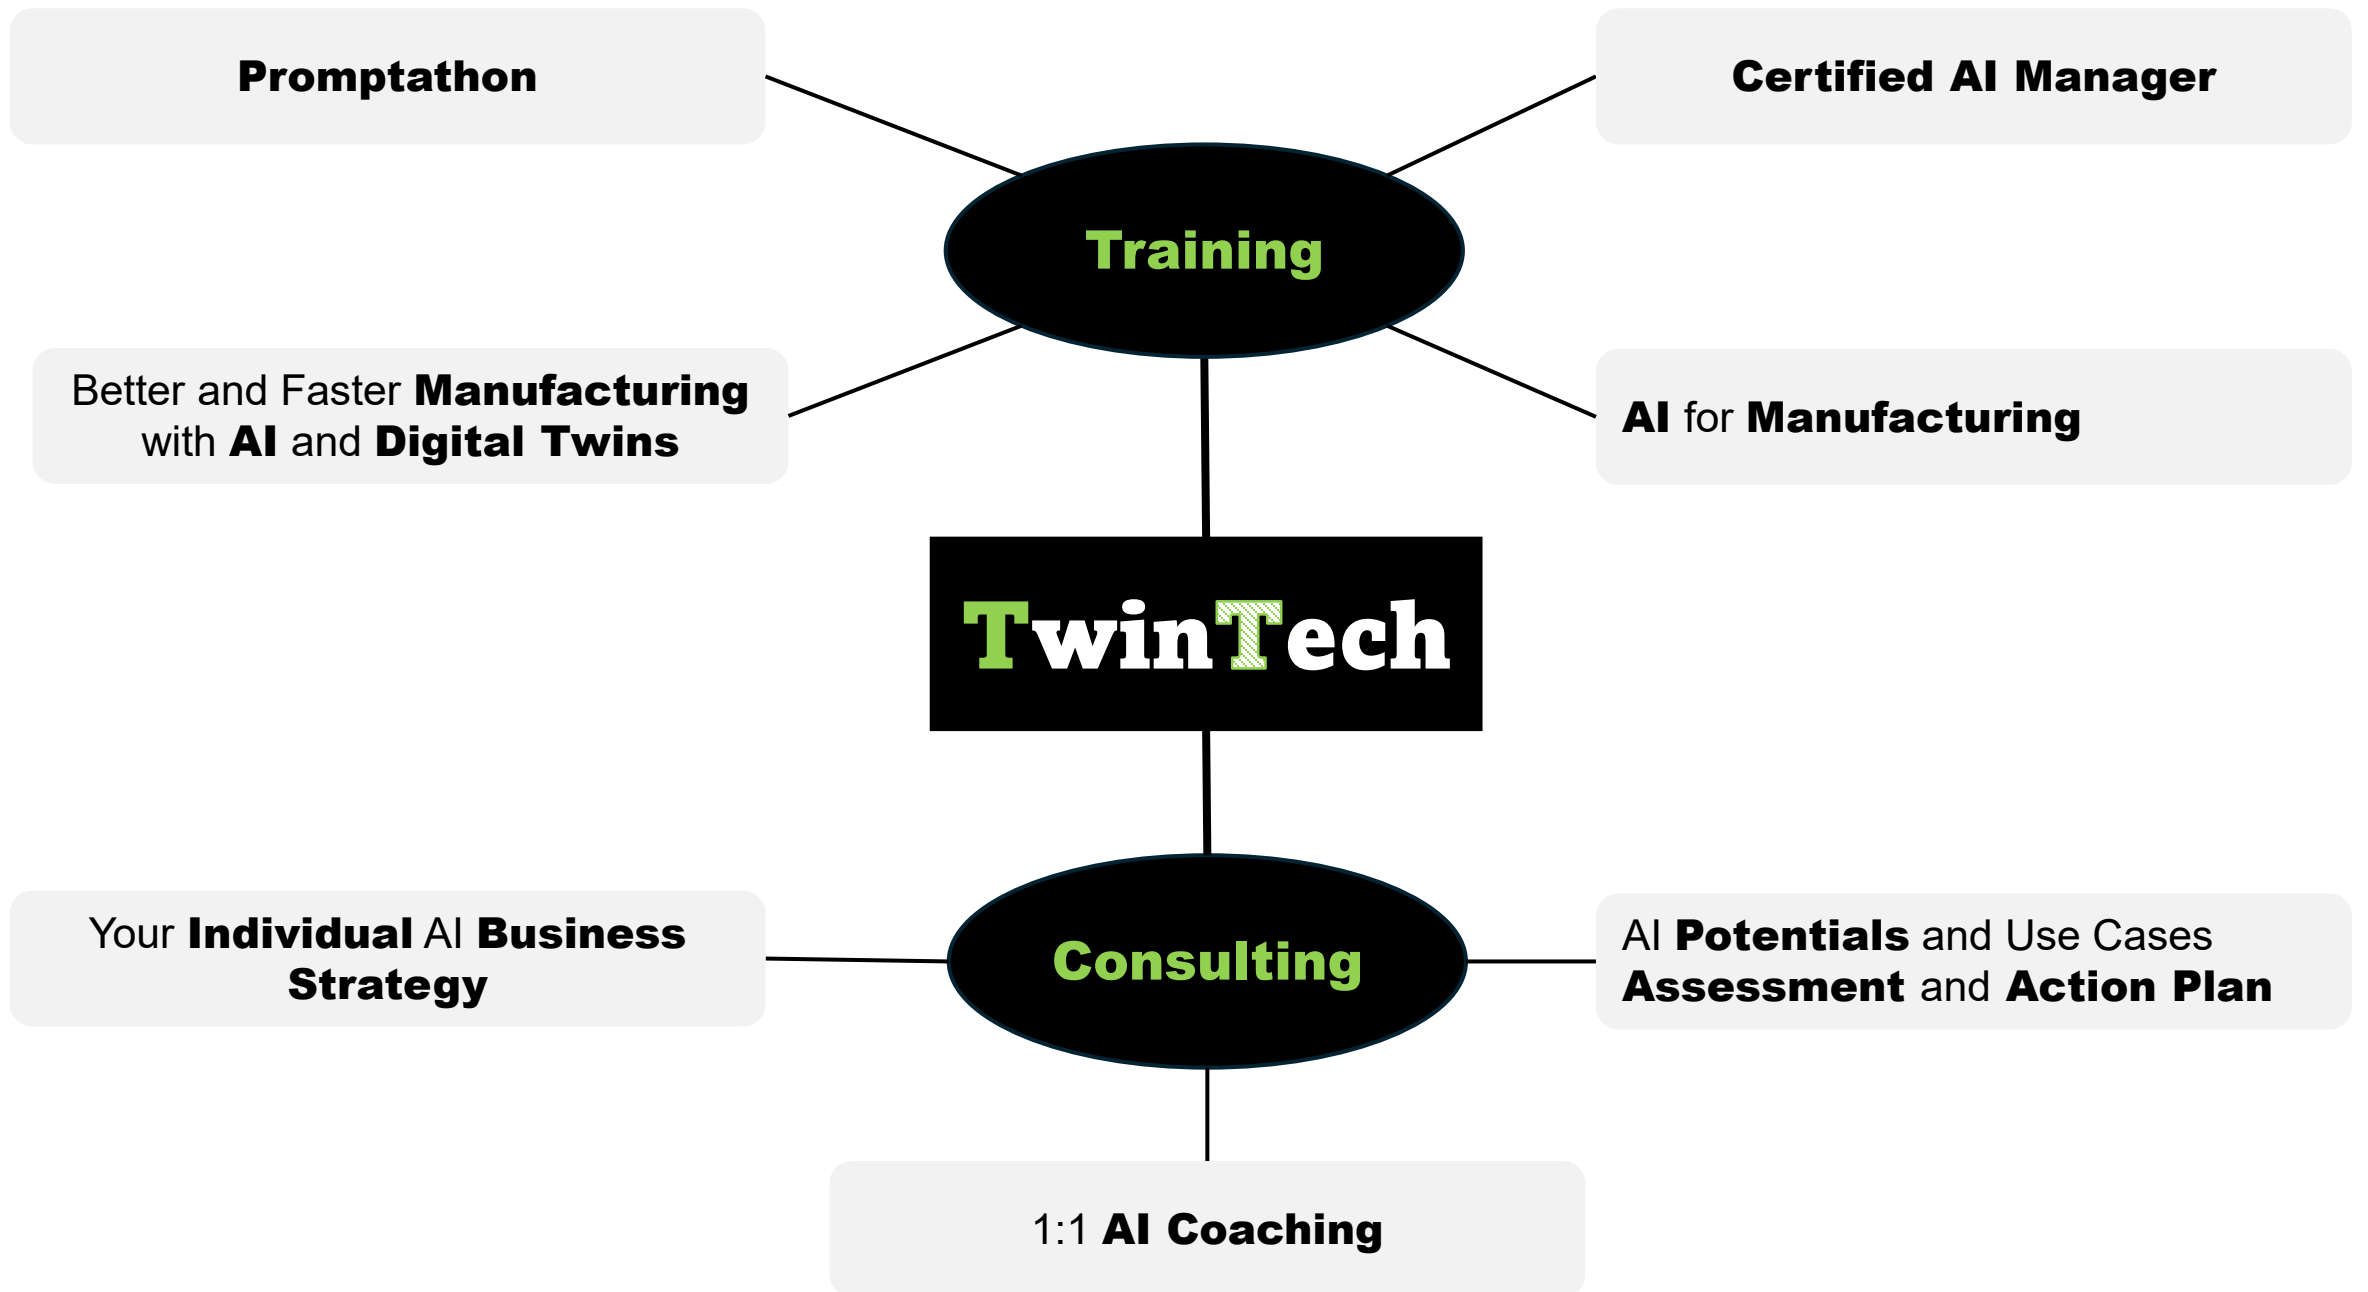 Promptathon
Certified AI Manager
Training
Better and Faster Manufacturing
with AI and Digital Twins
AI for Manufacturing
TwinTech
Your Individual AI Business
Strategy
Consulting
AI Potentials and Use Cases
Assessment and Action Plan
1:1 AI Coaching